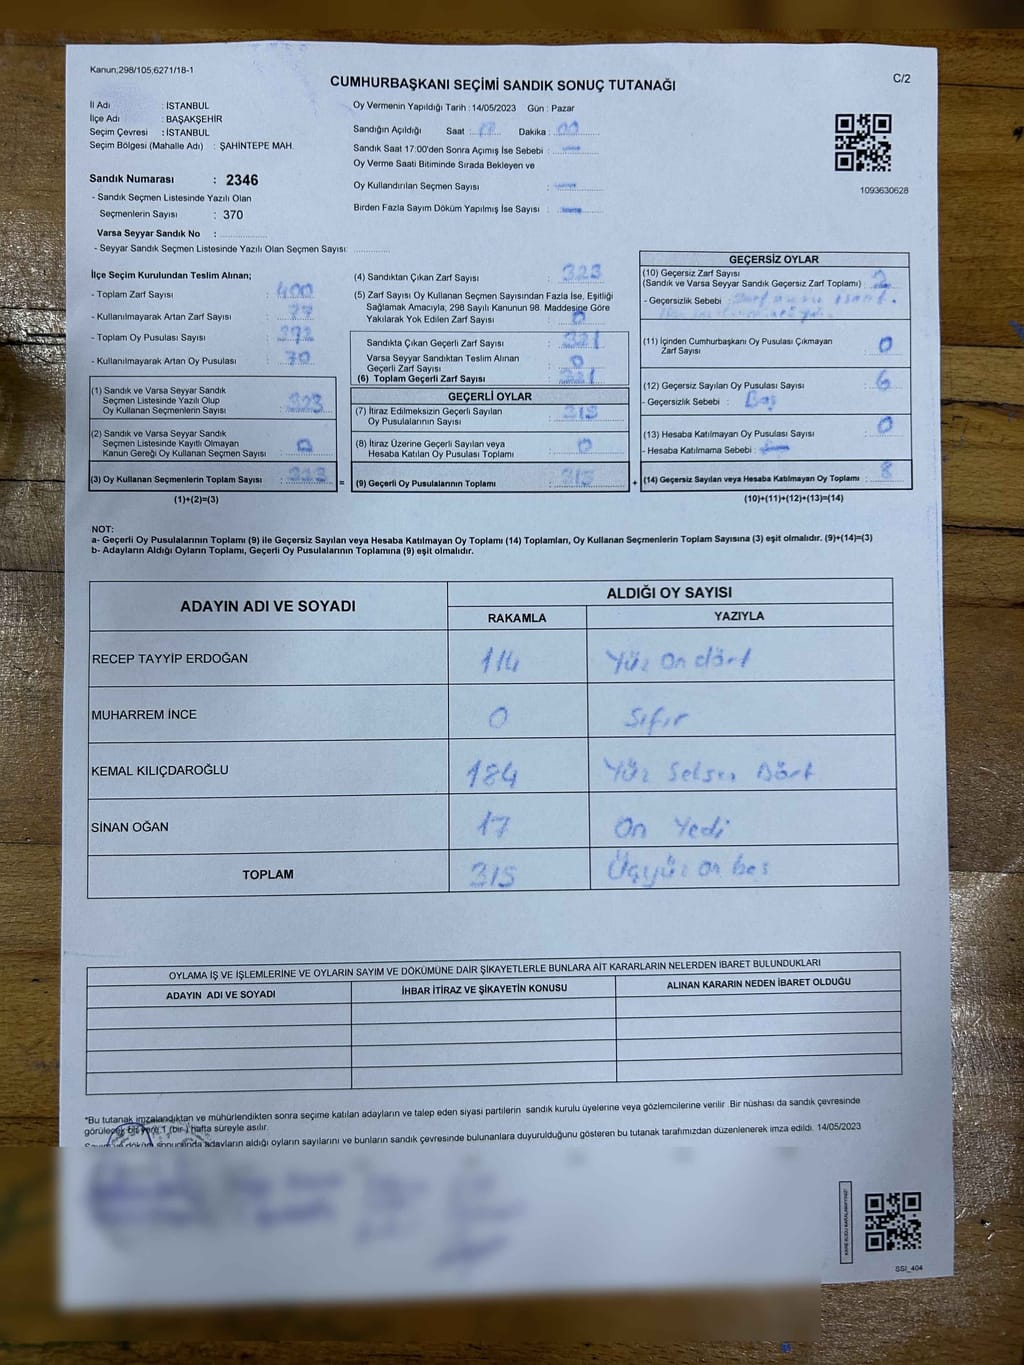 Kanun;298/105,6271/18-1
C/2
CUMHURBAŞKANI SEÇİMİ SANDIK SONUÇ TUTANAĞI
İl Adı : İSTANBUL
İlçe Adı : BAŞAKŞEHİR
Seçim Çevresi : İSTANBUL
Seçim Bölgesi (Mahalle Adı) : ŞAHİNTEPE MAH.
Sandık Numarası : 2346
- Sandık Seçmen Listesinde Yazılı Olan
Seçmenlerin Sayısı : 370
Varsa Seyyar Sandık No :
- Seyyar Sandık Seçmen Listesinde Yazılı Olan Seçmen Sayısı:
Oy Vermenin Yapıldığı Tarih : 14/05/2023 Gün : Pazar
Sandığın Açıldığı Saat : 17 Dakika : 00
Sandık Saat 17:00'den Sonra Açımış İse Sebebi : —
Oy Verme Saati Bitiminde Sırada Bekleyen ve
Oy Kullandırılan Seçmen Sayısı : —
Birden Fazla Sayım Döküm Yapılmış İse Sayısı : —
1093630628
İlçe Seçim Kurulundan Teslim Alınan;
- Toplam Zarf Sayısı : 400
- Kullanılmayarak Artan Zarf Sayısı : 77
- Toplam Oy Pusulası Sayısı :
- Kullanılmayarak Artan Oy Pusulası : 70
(1) Sandık ve Varsa Seyyar Sandık
Seçmen Listesinde Yazılı Olup
Oy Kullanan Seçmenlerin Sayısı : 323
(2) Sandık ve Varsa Seyyar Sandık
Seçmen Listesinde Kayıtlı Olmayan
Kanun Gereği Oy Kullanan Seçmen Sayısı : 0
(3) Oy Kullanan Seçmenlerin Toplam Sayısı : 323
(1)+(2)=(3)
(4) Sandıktan Çıkan Zarf Sayısı : 323
(5) Zarf Sayısı Oy Kullanan Seçmen Sayısından Fazla İse, Eşitliği
Sağlamak Amacıyla, 298 Sayılı Kanunun 98. Maddesine Göre
Yakılarak Yok Edilen Zarf Sayısı : 0
Sandıkta Çıkan Geçerli Zarf Sayısı : 321
Varsa Seyyar Sandıktan Teslim Alınan
Geçerli Zarf Sayısı : 0
(6) Toplam Geçerli Zarf Sayısı : 321
GEÇERLİ OYLAR
(7) İtiraz Edilmeksizin Geçerli Sayılan
Oy Pusulalarının Sayısı : 315
(8) İtiraz Üzerine Geçerli Sayılan veya
Hesaba Katılan Oy Pusulası Toplamı : 0
=
(9) Geçerli Oy Pusulalarının Toplamı : 315
+
GEÇERSİZ OYLAR
(10) Geçersiz Zarf Sayısı
(Sandık ve Varsa Seyyar Sandık Geçersiz Zarf Toplamı) : 2
- Geçersizlik Sebebi :
(11) İçinden Cumhurbaşkanı Oy Pusulası Çıkmayan
Zarf Sayısı : 0
(12) Geçersiz Sayılan Oy Pusulası Sayısı : 6
- Geçersizlik Sebebi : Boş
(13) Hesaba Katılmayan Oy Pusulası Sayısı : 0
- Hesaba Katılmama Sebebi : —
(14) Geçersiz Sayılan veya Hesaba Katılmayan Oy Toplamı : 8
(10)+(11)+(12)+(13)=(14)
NOT:
a- Geçerli Oy Pusulalarının Toplamı (9) ile Geçersiz Sayılan veya Hesaba Katılmayan Oy Toplamı (14) Toplamları, Oy Kullanan Seçmenlerin Toplam Sayısına (3) eşit olmalıdır. (9)+(14)=(3)
b- Adayların Aldığı Oyların Toplamı, Geçerli Oy Pusulalarının Toplamına (9) eşit olmalıdır.
ADAYIN ADI VE SOYADI
ALDIĞI OY SAYISI
RAKAMLA YAZIYLA
RECEP TAYYİP ERDOĞAN 114 Yüz on dört
MUHARREM İNCE 0 Sıfır
KEMAL KILIÇDAROĞLU 184 Yüz Seksen Dört
SİNAN OĞAN 17 On Yedi
TOPLAM 315 Üçyüz on beş
OYLAMA İŞ VE İŞLEMLERİNE VE OYLARIN SAYIM VE DÖKÜMÜNE DAİR ŞİKAYETLERLE BUNLARA AİT KARARLARIN NELERDEN İBARET BULUNDUKLARI
ADAYIN ADI VE SOYADI İHBAR İTİRAZ VE ŞİKAYETİN KONUSU ALINAN KARARIN NEDEN İBARET OLDUĞU
*Bu tutanak imzalandıktan ve mühürlendikten sonra seçime katılan adayların ve talep eden siyasi partilerin sandık kurulu üyelerine veya gözlemcilerine verilir .Bir nüshası da sandık çevresinde
görülecek bir yere 1 (bir ) hafta süreyle asılır.
Sayım ve döküm sonucunda adayların aldığı oyların sayılarını ve bunların sandık çevresinde bulunanlara duyurulduğunu gösteren bu tutanak tarafımızdan düzenlenerek imza edildi. 14/05/2023
SSI_404